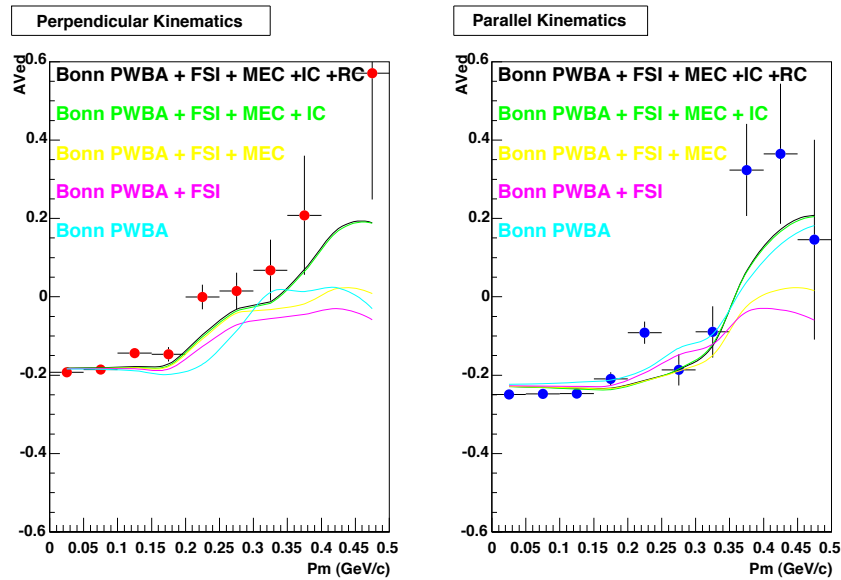 Perpendicular Kinematics
AVed
0.6
0.4
0.2
0
-0.2
-0.4
-0.6
Bonn PWBA + FSI + MEC +IC +RC
Bonn PWBA + FSI + MEC + IC
Bonn PWBA + FSI + MEC
Bonn PWBA + FSI
Bonn PWBA
0 0.05 0.1 0.15 0.2 0.25 0.3 0.35 0.4 0.45 0.5
Pm (GeV/c)
Parallel Kinematics
AVed
0.6
0.4
0.2
0
-0.2
-0.4
-0.6
Bonn PWBA + FSI + MEC +IC +RC
Bonn PWBA + FSI + MEC + IC
Bonn PWBA + FSI + MEC
Bonn PWBA + FSI
Bonn PWBA
0 0.05 0.1 0.15 0.2 0.25 0.3 0.35 0.4 0.45 0.5
Pm (GeV/c)